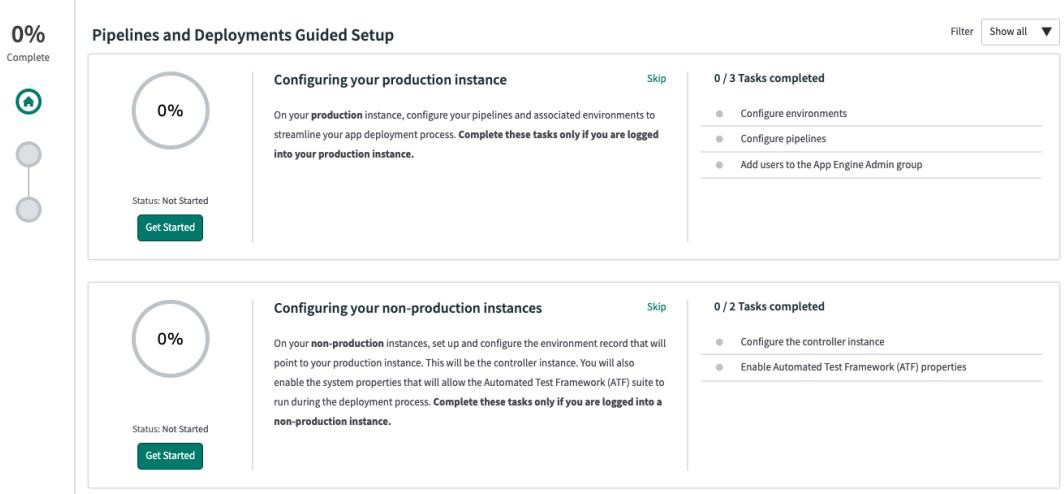 0%
Complete
Pipelines and Deployments Guided Setup
Filter
Show all
0%
Status: Not Started
Get Started
Configuring your production instance
Skip
On your production instance, configure your pipelines and associated environments to
streamline your app deployment process. Complete these tasks only if you are logged
into your production instance.
0 / 3 Tasks completed
Configure environments
Configure pipelines
Add users to the App Engine Admin group
0%
Status: Not Started
Get Started
Configuring your non-production instances
Skip
On your non-production instances, set up and configure the environment record that will
point to your production instance. This will be the controller instance. You will also
enable the system properties that will allow the Automated Test Framework (ATF) suite to
run during the deployment process. Complete these tasks only if you are logged into a
non-production instance.
0 / 2 Tasks completed
Configure the controller instance
Enable Automated Test Framework (ATF) properties